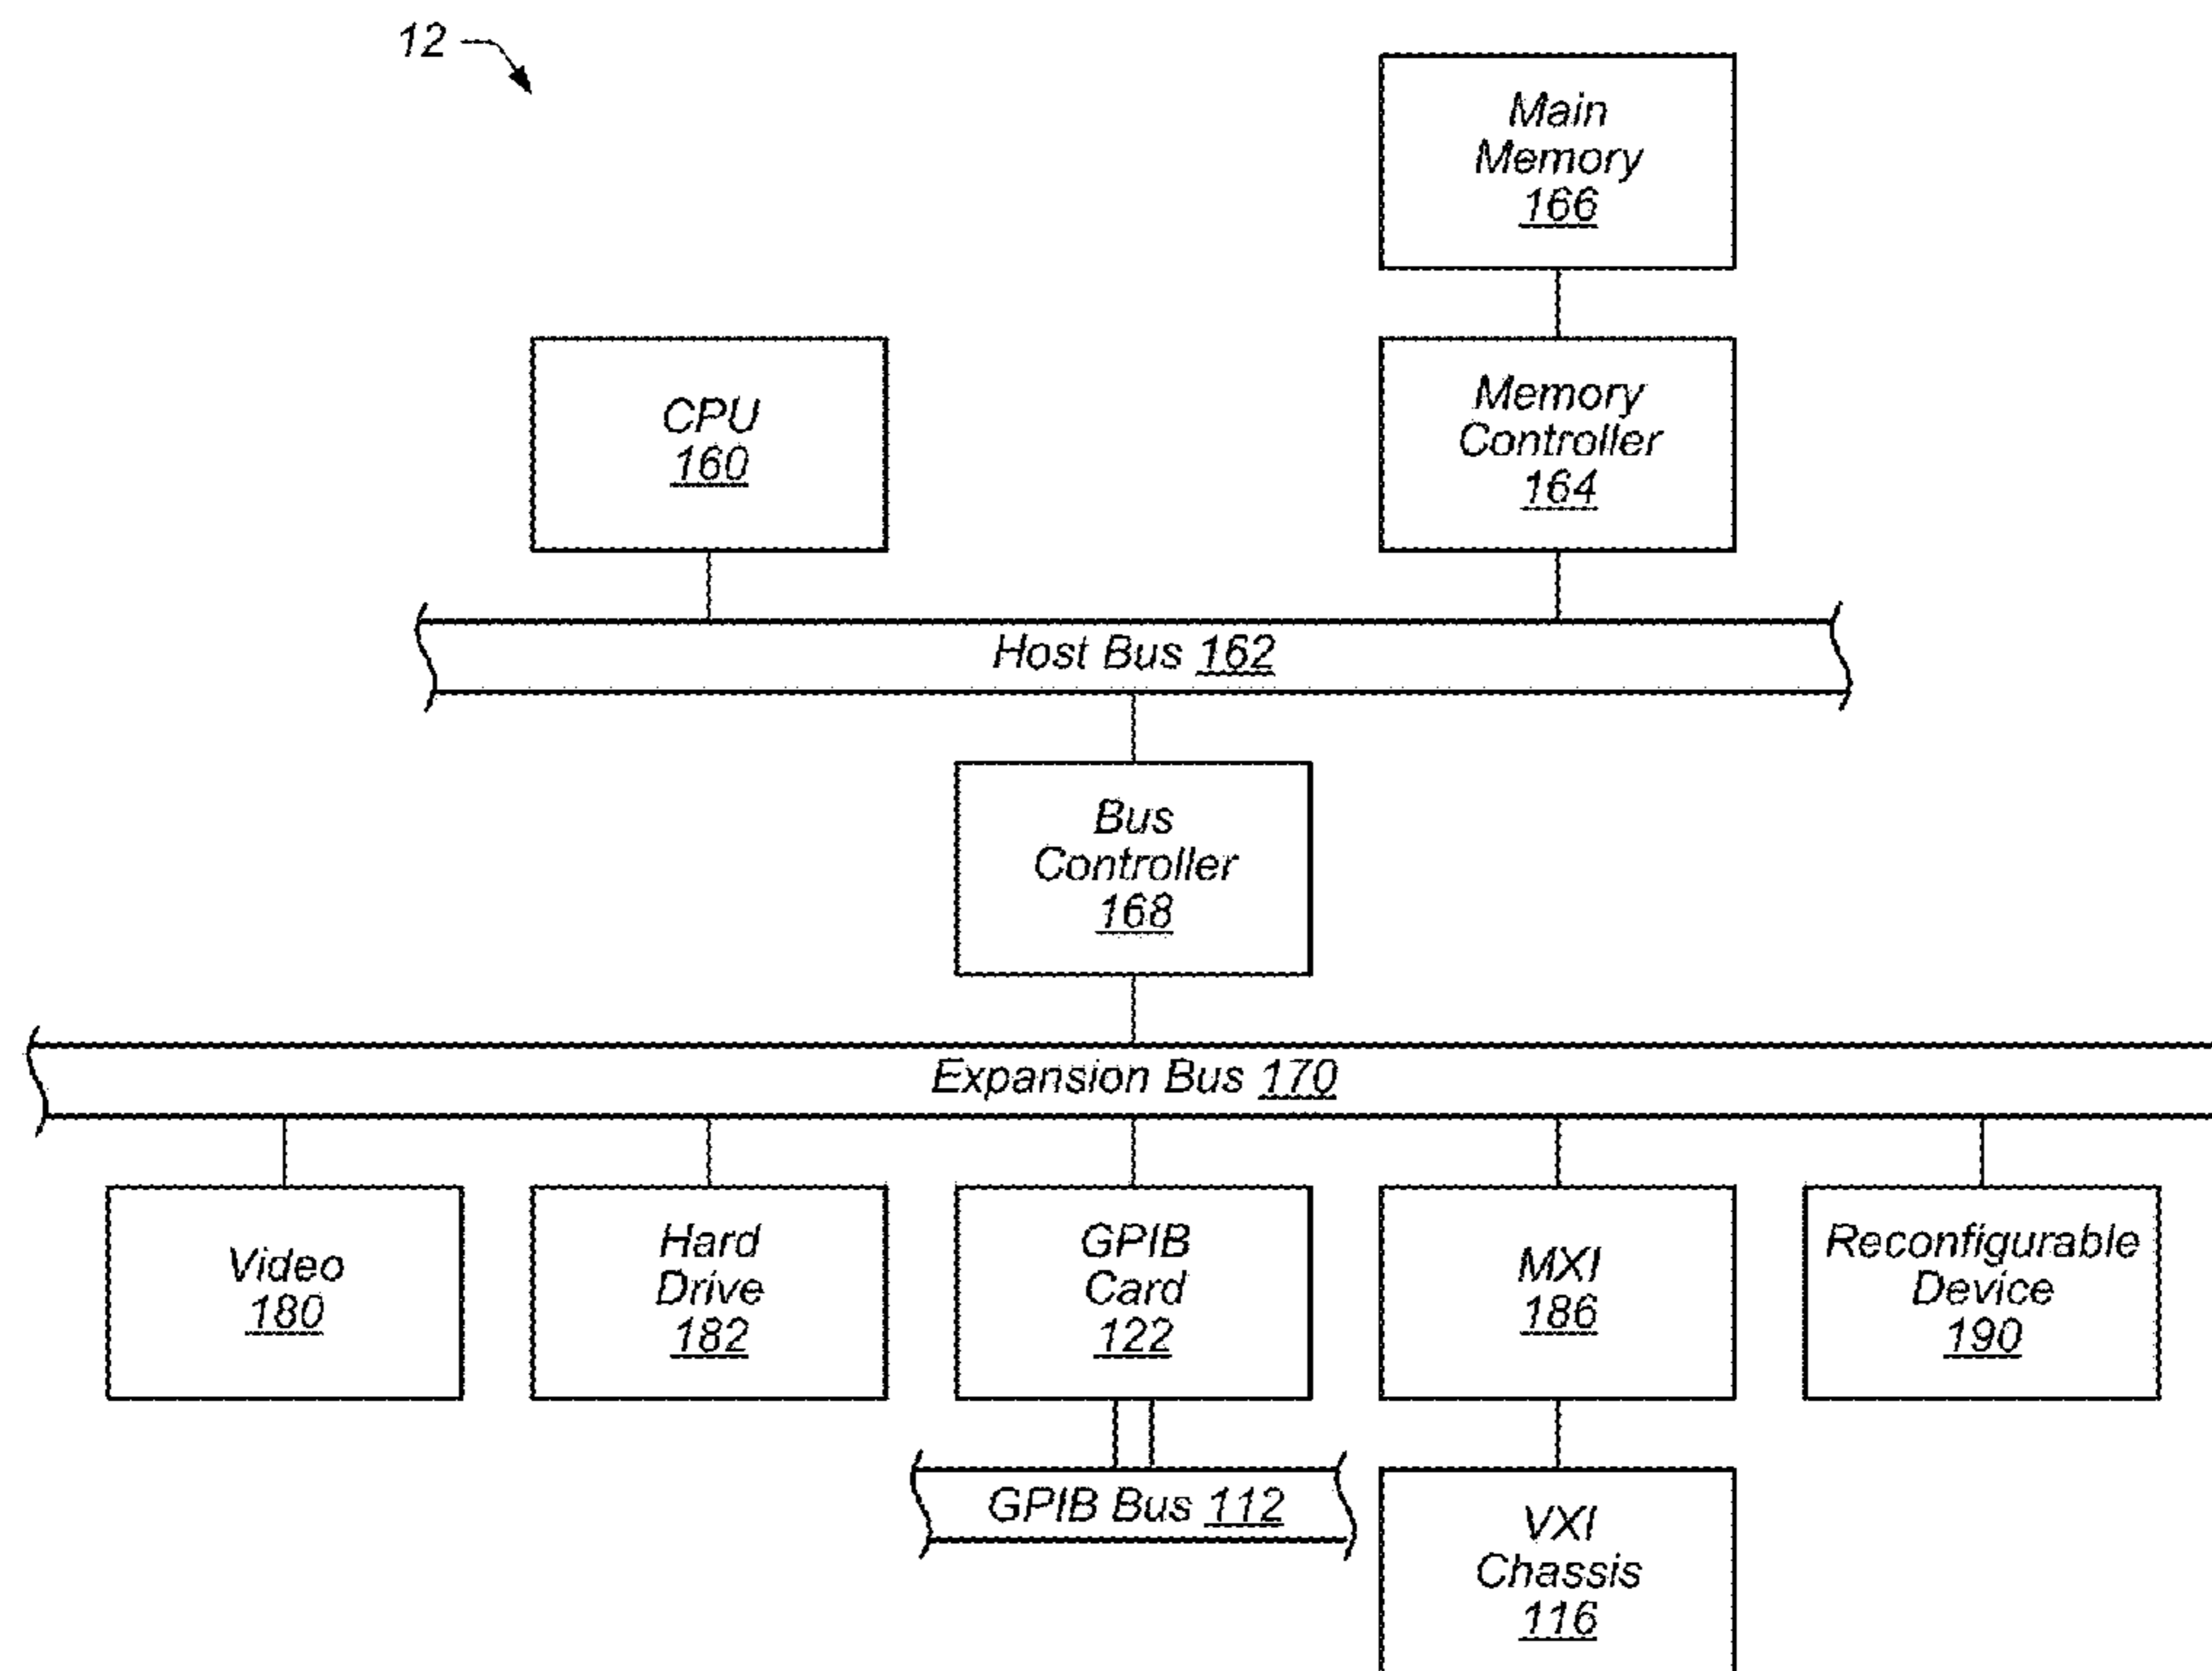 12
Main
Memory
166
CPU
160
Memory
Controller
164
Host Bus 162
Bus
Controller
168
Expansion Bus 170
Video
180
Hard
Drive
182
GPIB
Card
122
MXI
186
Reconfigurable
Device
190
GPIB Bus 112
VXI
Chassis
116